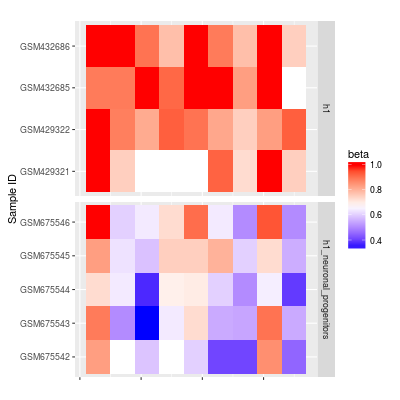 Sample ID
GSM432686
GSM432685
GSM429322
GSM429321
h1
GSM675546
GSM675545
GSM675544
GSM675543
GSM675542
h1_neuronal_progenitors
beta
1.0
0.8
0.6
0.4